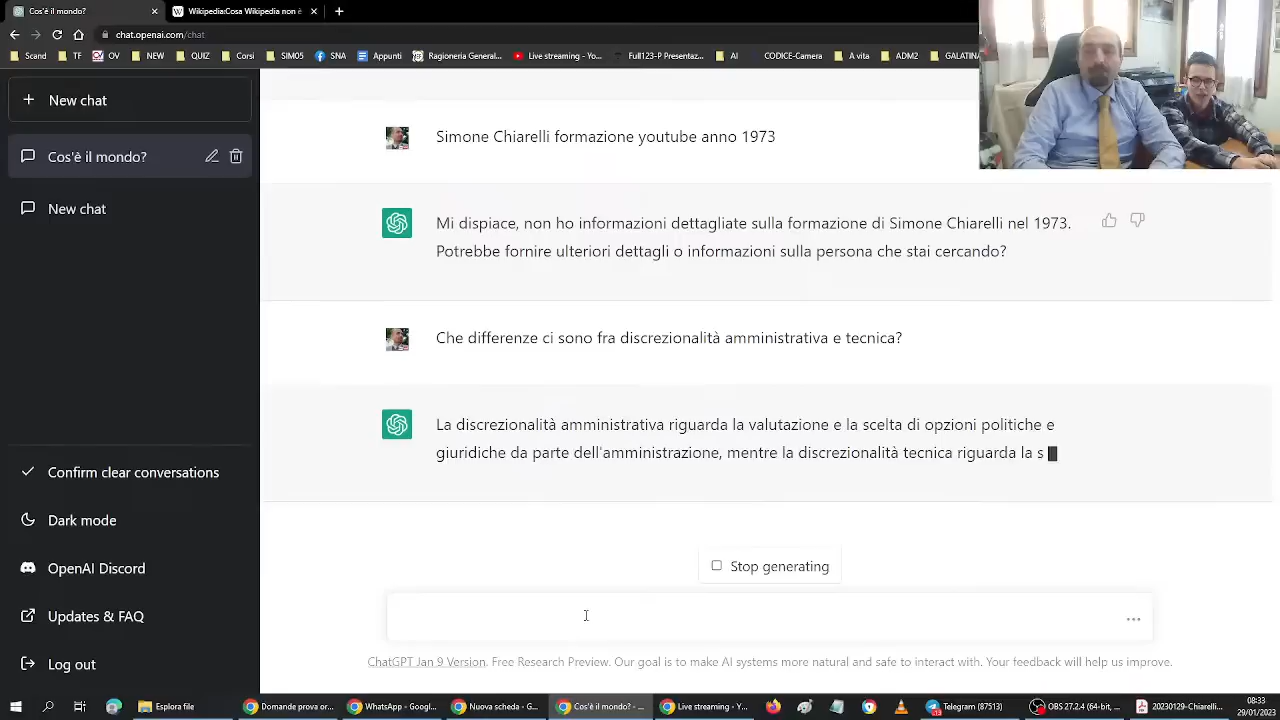 Cos'è il mondo?
Wikipedia:Cosa Wikipedia non è
chat.openai.com/chat
Scand
TF
OV
NEW
QUIZ
Corsi
SIM05
SNA
Appunti
Ragioneria General...
Live streaming - Yo...
Full123-P Presentaz...
AI
CODICE-Camera
A vita
ADM2
GALATINA
New chat
Cos'è il mondo?
New chat
Confirm clear conversations
Dark mode
OpenAI Discord
Updates & FAQ
Log out
Simone Chiarelli formazione youtube anno 1973
Mi dispiace, non ho informazioni dettagliate sulla formazione di Simone Chiarelli nel 1973.
Potrebbe fornire ulteriori dettagli o informazioni sulla persona che stai cercando?
Che differenze ci sono fra discrezionalità amministrativa e tecnica?
La discrezionalità amministrativa riguarda la valutazione e la scelta di opzioni politiche e
giuridiche da parte dell'amministrazione, mentre la discrezionalità tecnica riguarda la s
Stop generating
ChatGPT Jan 9 Version. Free Research Preview. Our goal is to make AI systems more natural and safe to interact with. Your feedback will help us improve.
Esplora file
Domande prova or...
WhatsApp - Googl...
Nuova scheda - G...
Cos'è il mondo? - ...
Live streaming - Y...
Telegram (87513)
OBS 27.2.4 (64-bit, ...
20230129-Chiarell...
08:33
29/01/2023